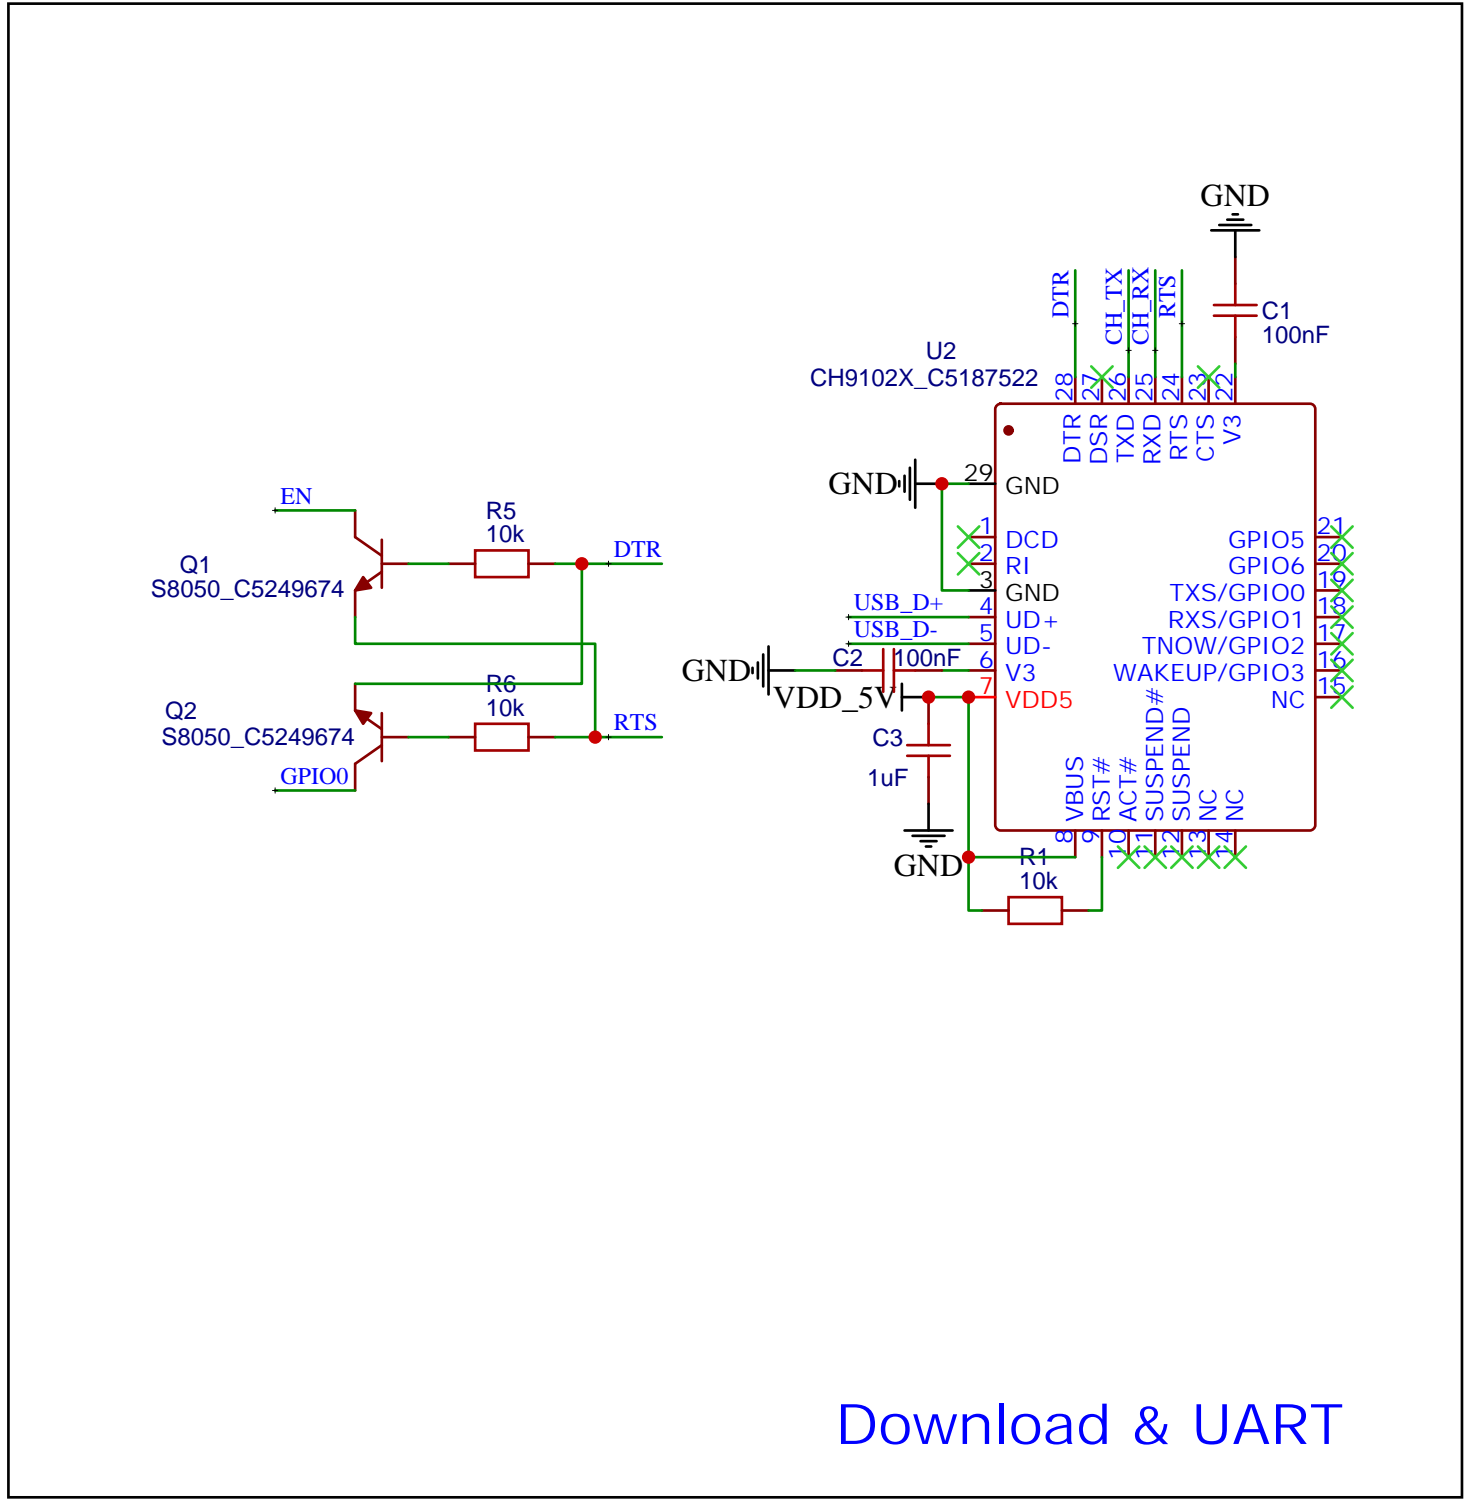 GND
DTR
CH_TX
CH_RX
RTS
C1
100nF
U2
CH9102X_C5187522
28
27
26
25
24
23
22
DTR
DSR
TXD
RXD
RTS
CTS
V3
GND
29
GND
1
DCD
2
RI
3
GND
USB_D+
4
UD+
USB_D-
5
UD-
GND
C2
100nF
6
V3
VDD_5V
7
VDD5
21
GPIO5
20
GPIO6
19
TXS/GPIO0
18
RXS/GPIO1
17
TNOW/GPIO2
16
WAKEUP/GPIO3
15
NC
C3
1uF
GND
VBUS
RST#
ACT#
SUSPEND#
SUSPEND
NC
NC
8
9
10
11
12
13
14
R1
10k
EN
R5
10k
DTR
Q1
S8050_C5249674
R6
10k
RTS
Q2
S8050_C5249674
GPIO0
Download & UART